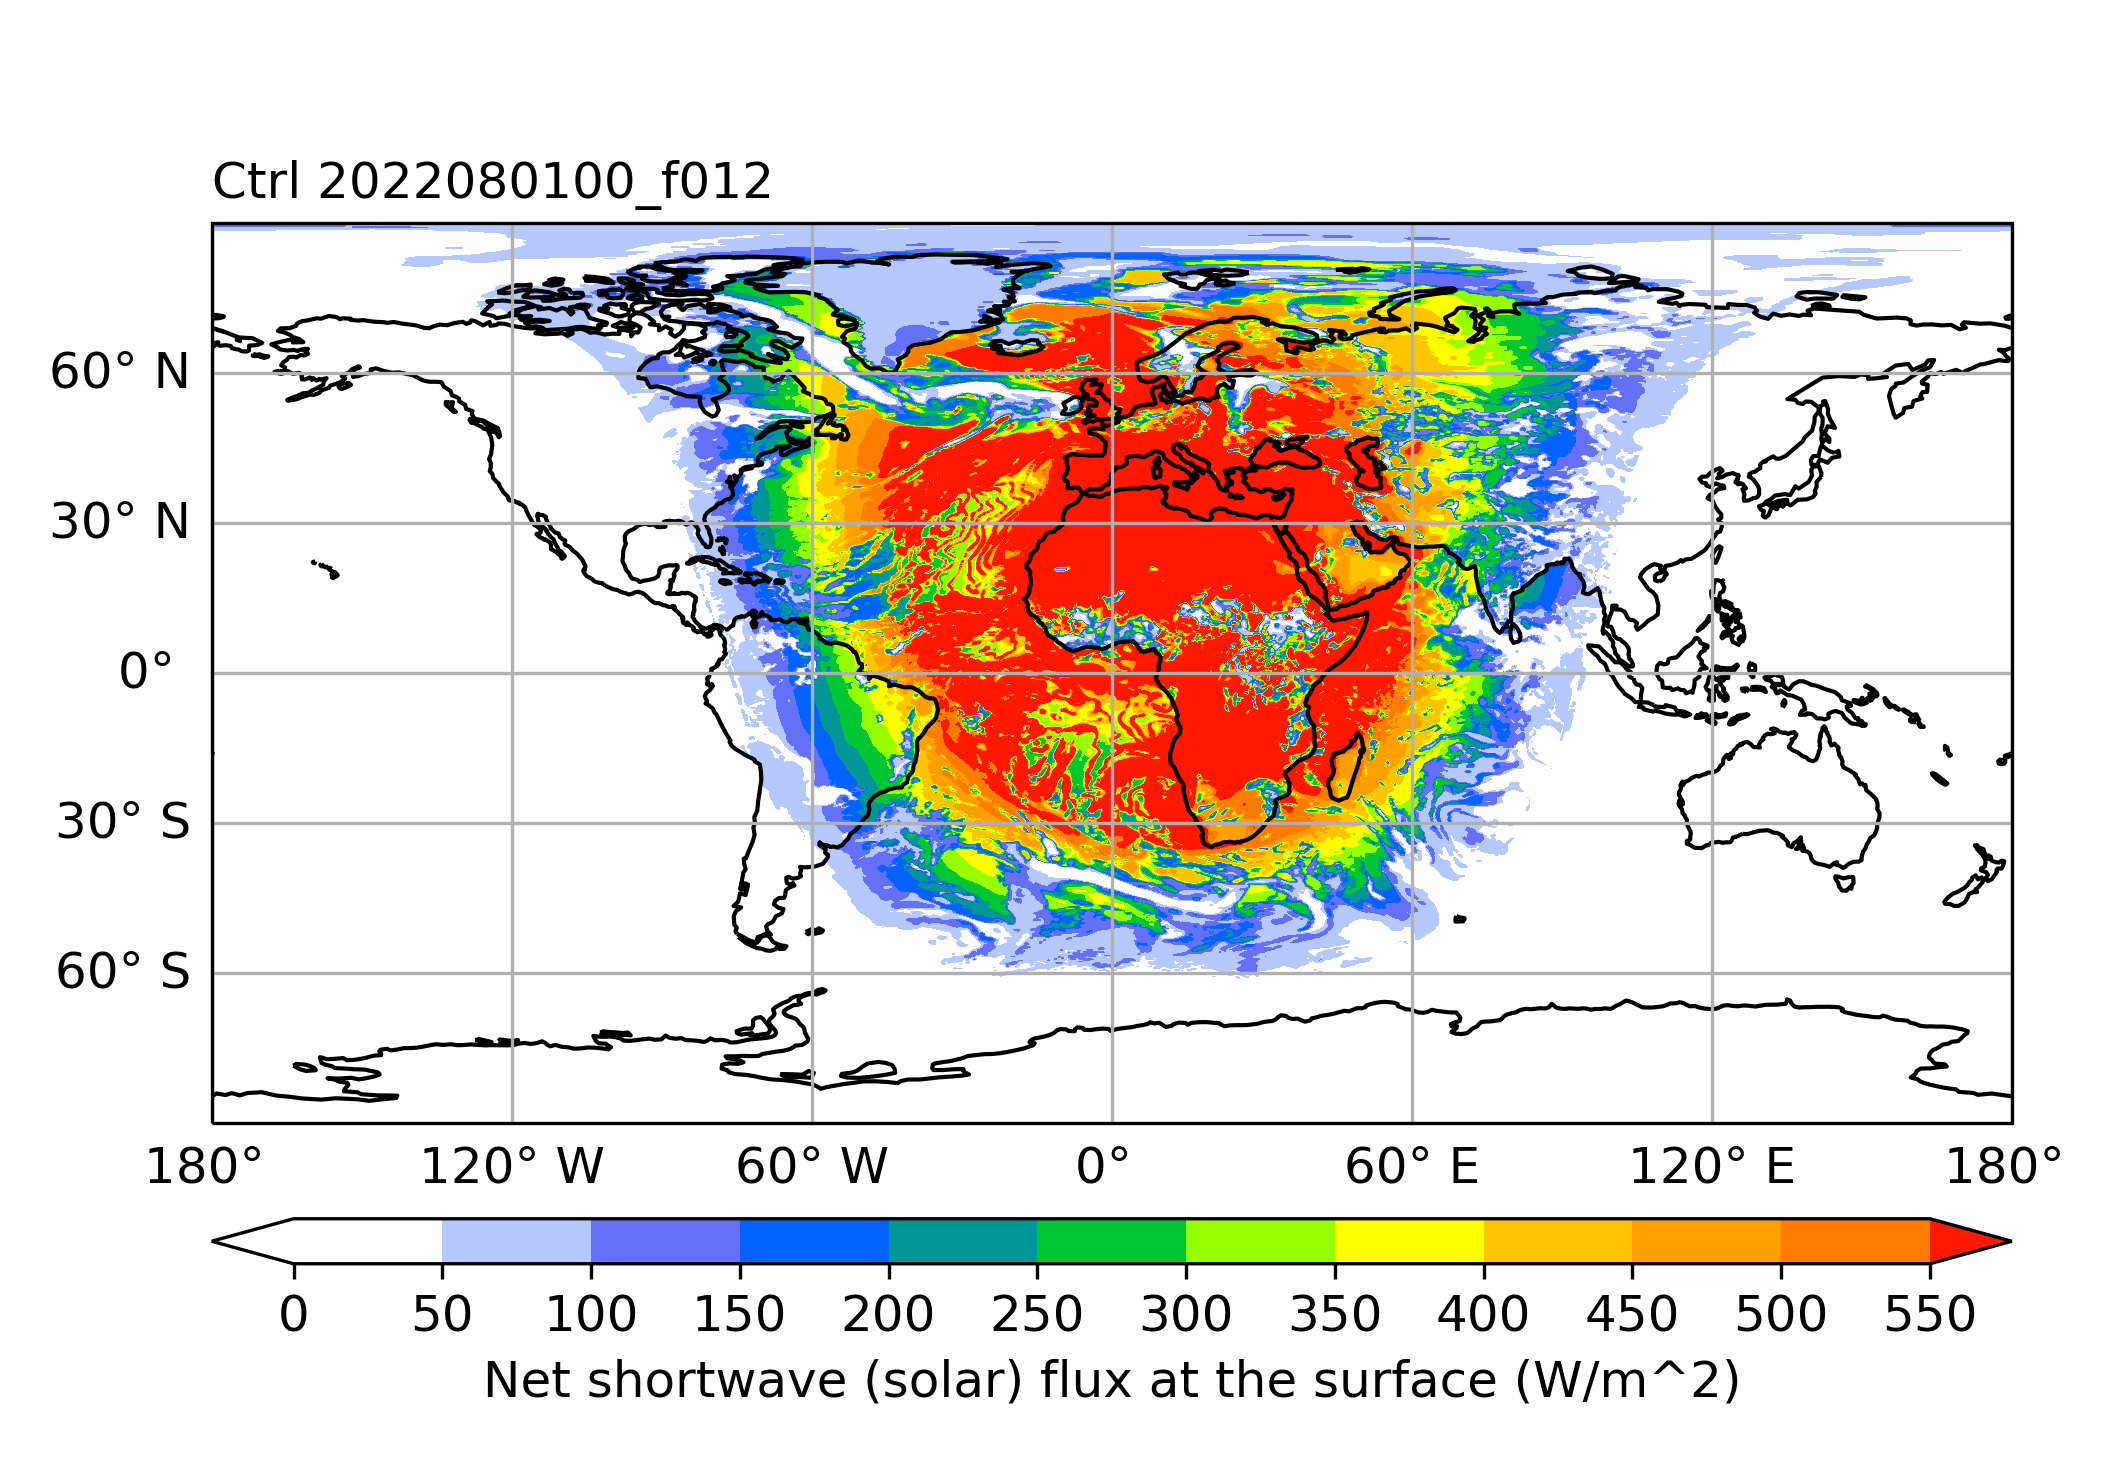 Ctrl 2022080100_f012
60° N
30° N
0°
30° S
60° S
180° 120° W 60° W 0° 60° E 120° E 180°
0 50 100 150 200 250 300 350 400 450 500 550
Net shortwave (solar) flux at the surface (W/m^2)